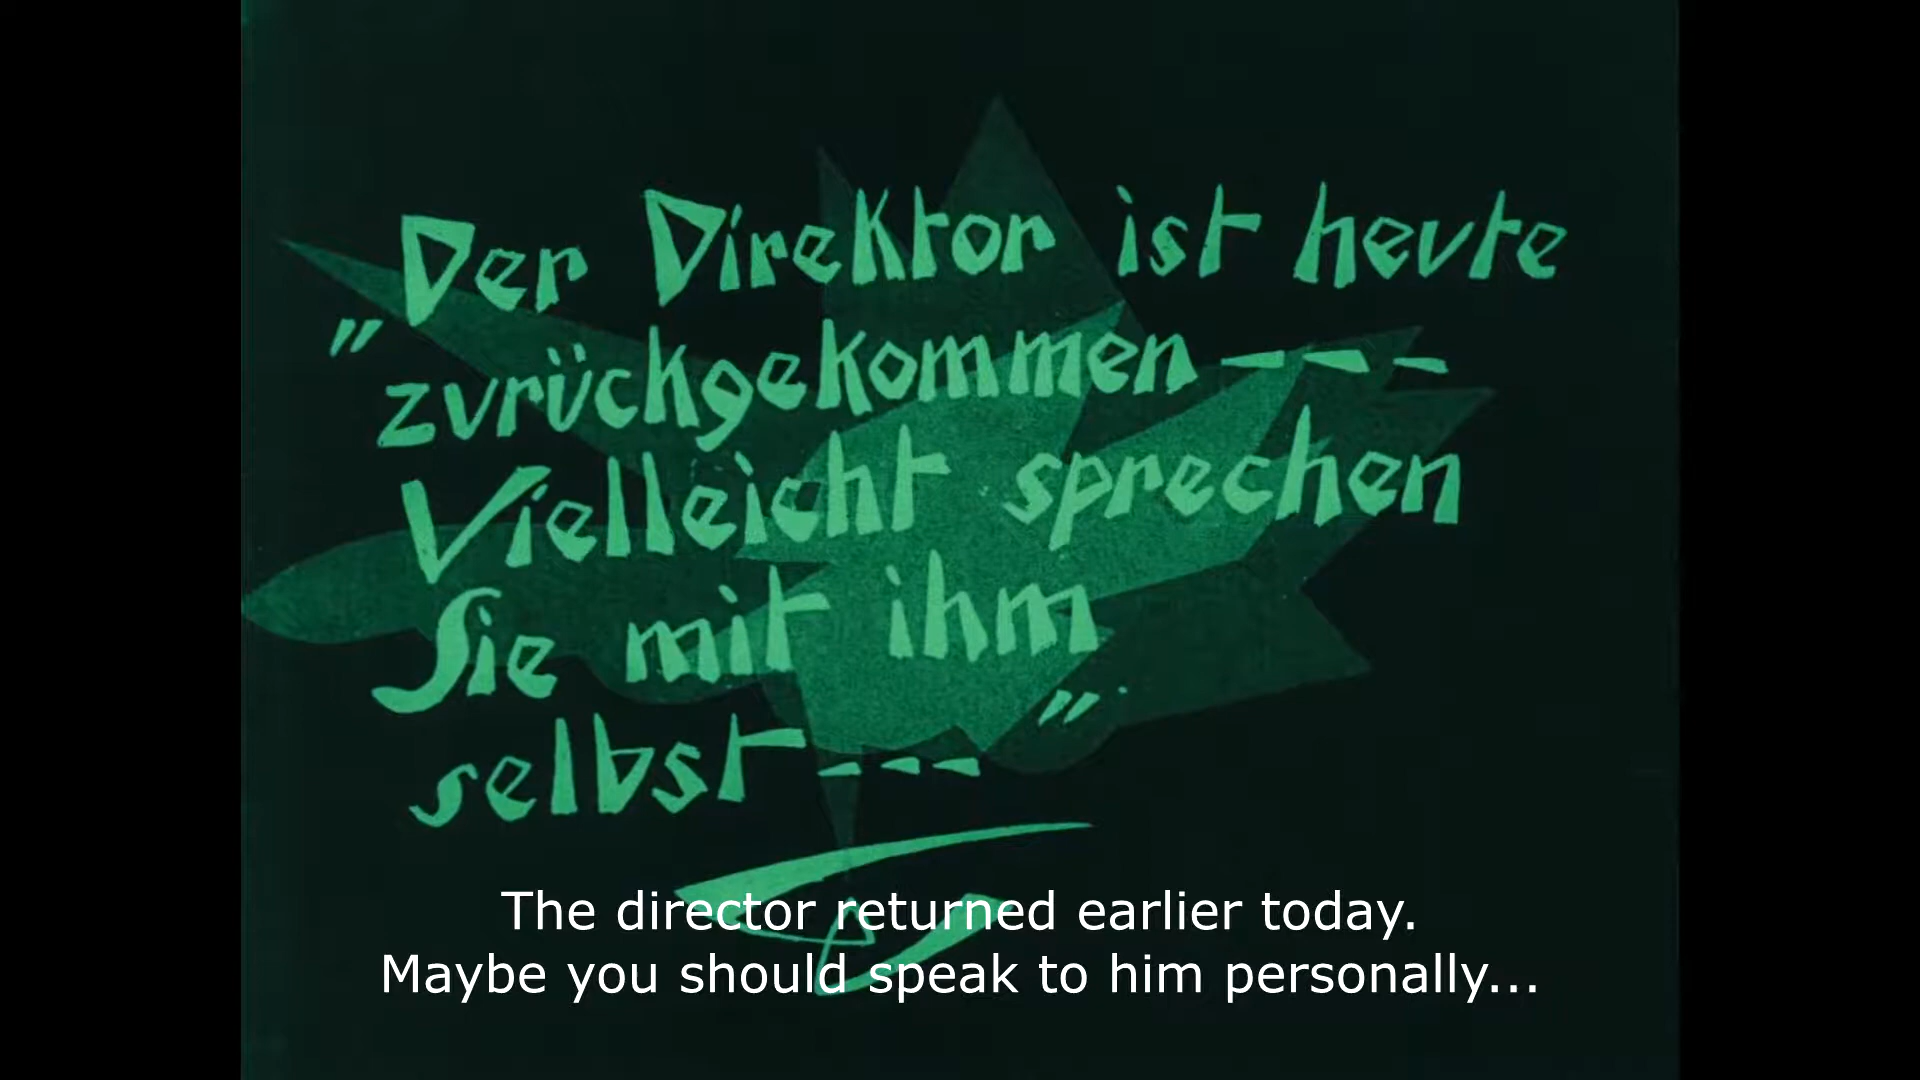 Der Direktor ist heute
"zurückgekommen---
Vielleicht sprechen
Sie mit ihm
selbst---"
The director returned earlier today.
Maybe you should speak to him personally...